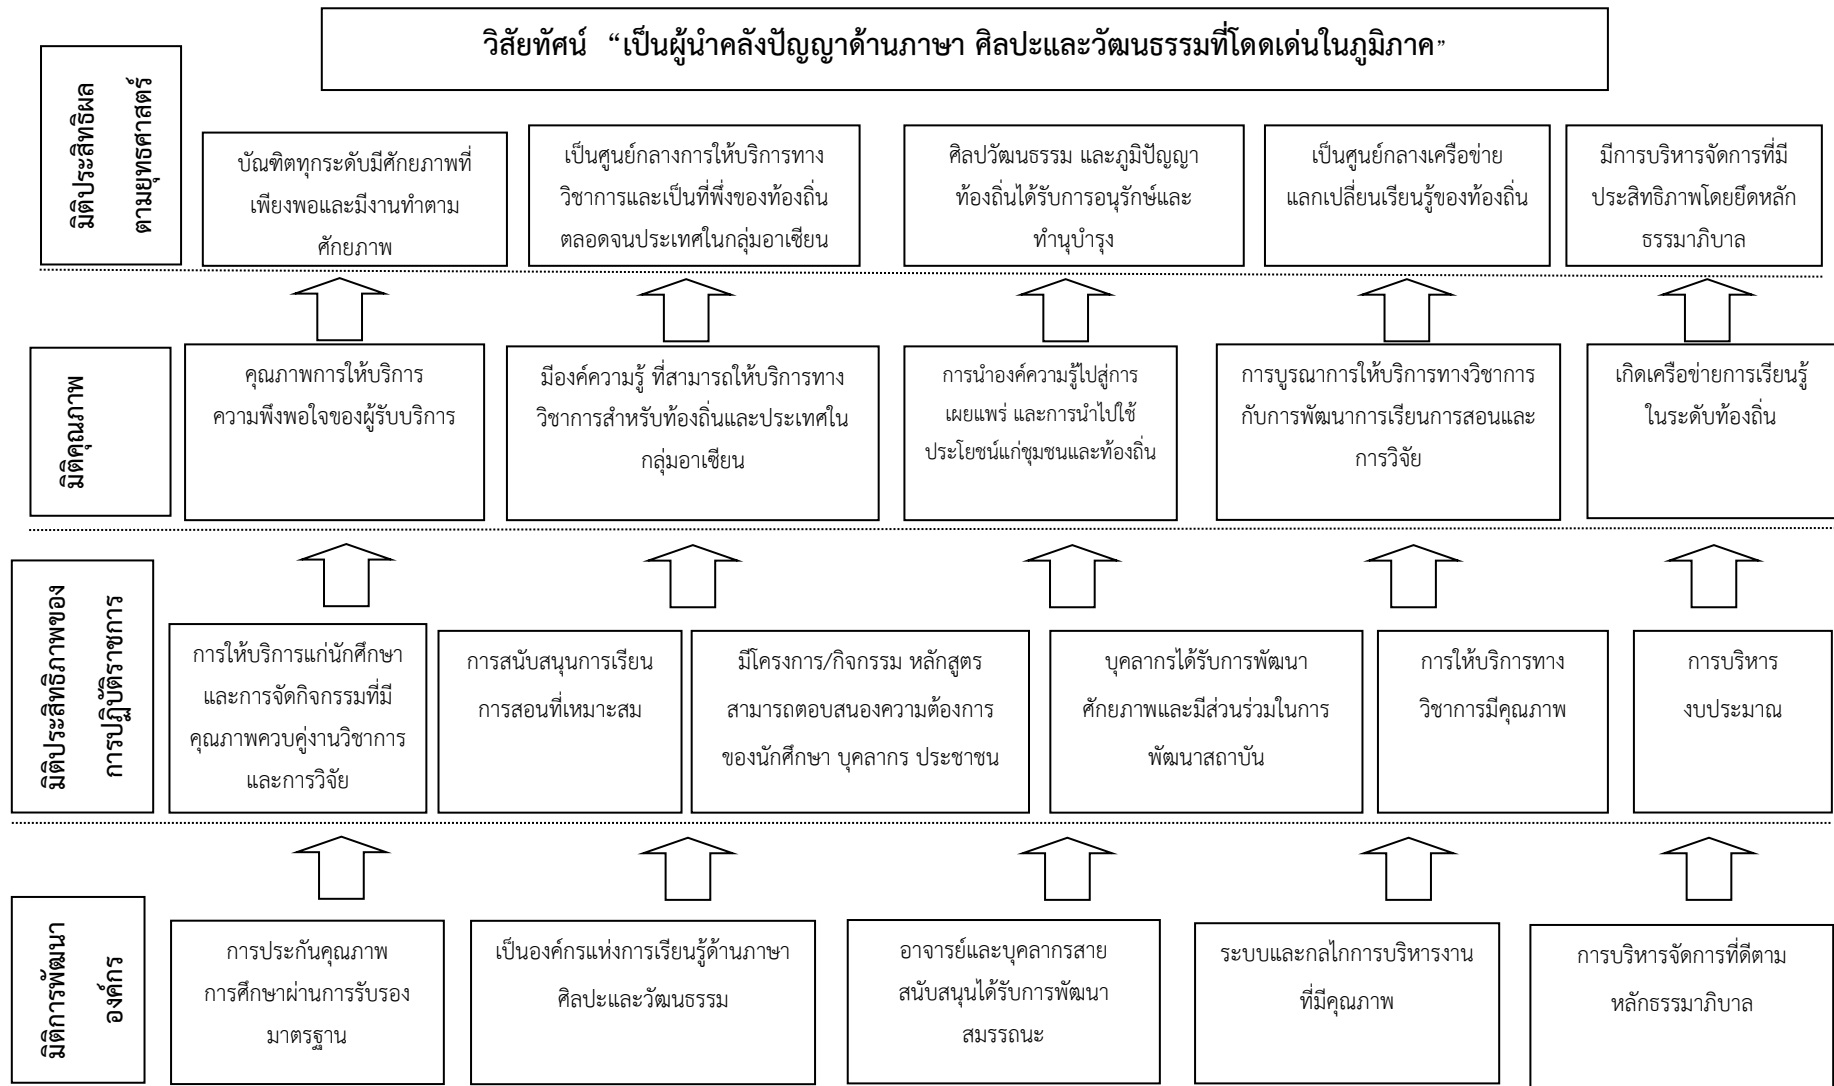 วิสัยทัศน์ “เป็นผู้นำคลังปัญญาด้านภาษา ศิลปะและวัฒนธรรมที่โดดเด่นในภูมิภาค”
มิติประสิทธิผล
ตามยุทธศาสตร์
บัณฑิตทุกระดับมีศักยภาพที่
เพียงพอและมีงานทำตาม
ศักยภาพ
เป็นศูนย์กลางการให้บริการทาง
วิชาการและเป็นที่พึ่งของท้องถิ่น
ตลอดจนประเทศในกลุ่มอาเซียน
ศิลปวัฒนธรรม และภูมิปัญญา
ท้องถิ่นได้รับการอนุรักษ์และ
ทำนุบำรุง
เป็นศูนย์กลางเครือข่าย
แลกเปลี่ยนเรียนรู้ของท้องถิ่น
มีการบริหารจัดการที่มี
ประสิทธิภาพโดยยึดหลัก
ธรรมาภิบาล
มิติคุณภาพ
คุณภาพการให้บริการ
ความพึงพอใจของผู้รับบริการ
มีองค์ความรู้ ที่สามารถให้บริการทาง
วิชาการสำหรับท้องถิ่นและประเทศใน
กลุ่มอาเซียน
การนำองค์ความรู้ไปสู่การ
เผยแพร่ และการนำไปใช้
ประโยชน์แก่ชุมชนและท้องถิ่น
การบูรณาการให้บริการทางวิชาการ
กับการพัฒนาการเรียนการสอนและ
การวิจัย
เกิดเครือข่ายการเรียนรู้
ในระดับท้องถิ่น
มิติประสิทธิภาพของ
การปฏิบัติราชการ
การให้บริการแก่นักศึกษา
และการจัดกิจกรรมที่มี
คุณภาพควบคู่งานวิชาการ
และการวิจัย
การสนับสนุนการเรียน
การสอนที่เหมาะสม
มีโครงการ/กิจกรรม หลักสูตร
สามารถตอบสนองความต้องการ
ของนักศึกษา บุคลากร ประชาชน
บุคลากรได้รับการพัฒนา
ศักยภาพและมีส่วนร่วมในการ
พัฒนาสถาบัน
การให้บริการทาง
วิชาการมีคุณภาพ
การบริหาร
งบประมาณ
มิติการพัฒนา
องค์กร
การประกันคุณภาพ
การศึกษาผ่านการรับรอง
มาตรฐาน
เป็นองค์กรแห่งการเรียนรู้ด้านภาษา
ศิลปะและวัฒนธรรม
อาจารย์และบุคลากรสาย
สนับสนุนได้รับการพัฒนา
สมรรถนะ
ระบบและกลไกการบริหารงาน
ที่มีคุณภาพ
การบริหารจัดการที่ดีตาม
หลักธรรมาภิบาล